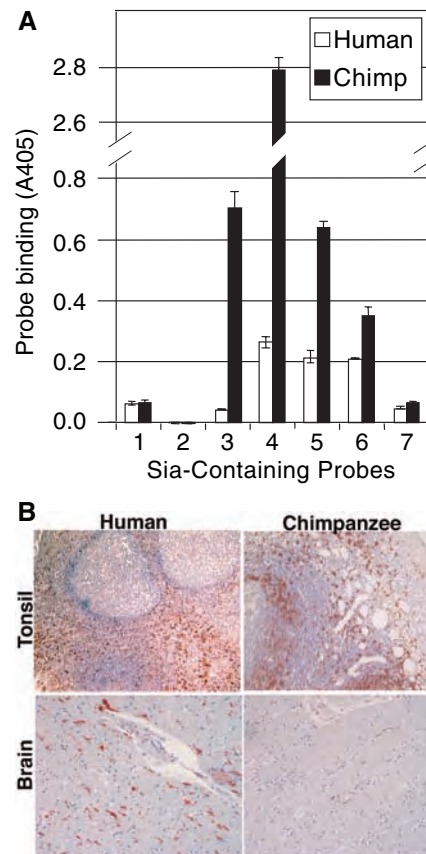 A
Human
Chimp
2.8
2.6
0.8
0.6
0.4
0.2
0.0
Probe binding (A405)
1 2 3 4 5 6 7
Sia-Containing Probes
B
Human Chimpanzee
Tonsil
Brain